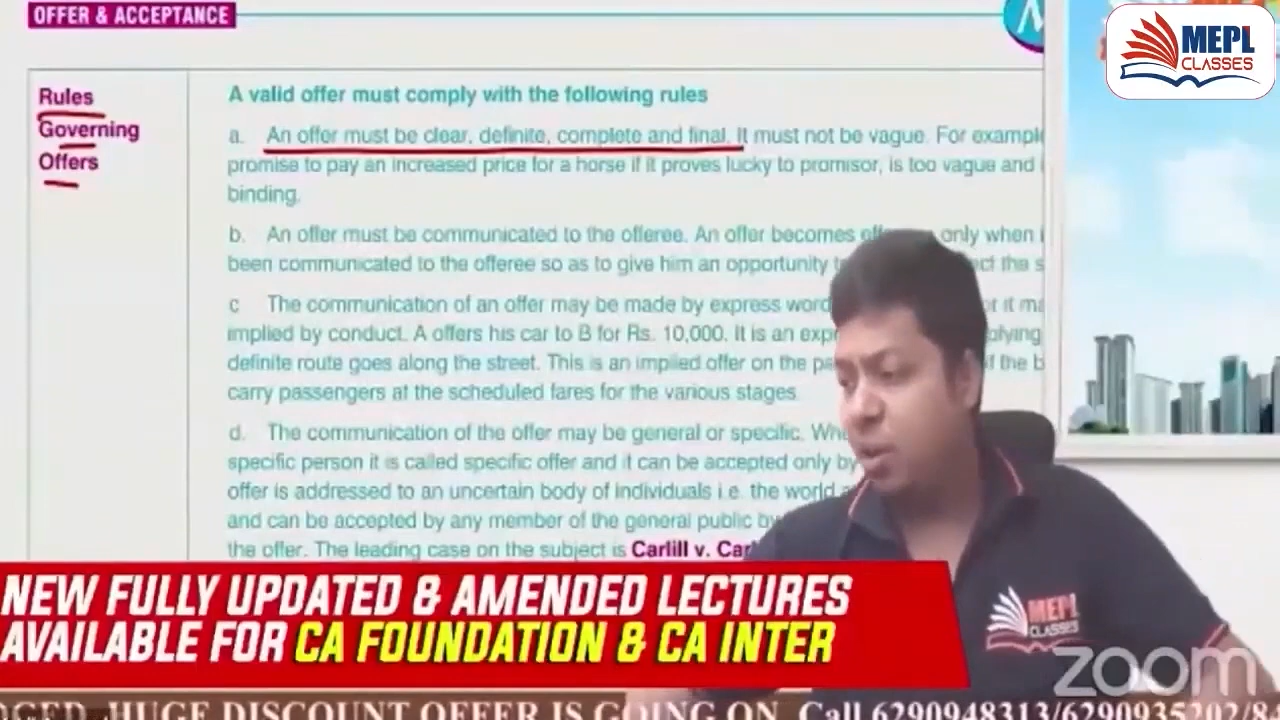 OFFER & ACCEPTANCE
MEPL
CLASSES
Rules
Governing
Offers
A valid offer must comply with the following rules
a. An offer must be clear, definite, complete and final. It must not be vague. For example
promise to pay an increased price for a horse if it proves lucky to promisor, is too vague and
binding.
b. An offer must be communicated to the offeree. An offer becomes only when
been communicated to the offeree so as to give him an opportunity the
c The communication of an offer may be made by express word or it
implied by conduct. A offers his car to B for Rs. 10,000. It is an
definite route goes along the street. This is an implied offer on the of the
carry passengers at the scheduled fares for the various stages.
d. The communication of the offer may be general or specific.
specific person it is called specific offer and it can be accepted only by
offer is addressed to an uncertain body of individuals i.e. the world
and can be accepted by any member of the general public by
the offer. The leading case on the subject is Carlill v.
MEPL
CLASSES
NEW FULLY UPDATED & AMENDED LECTURES
AVAILABLE FOR CA FOUNDATION & CA INTER
zoom
HUGE DISCOUNT OFFER IS GOING ON. Call 6290948313/6290935202/